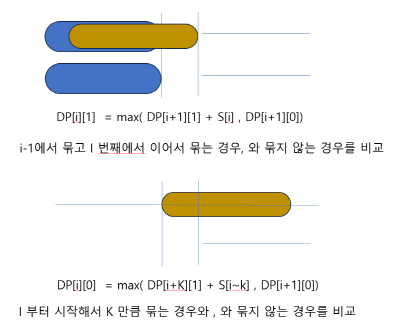 DP[i][1] = max( DP[i+1][1] + S[i] , DP[i+1][0])
i-1에서 묶고 I 번째에서 이어서 묶는 경우, 와 묶지 않는 경우를 비교
DP[i][0] = max( DP[i+K][1] + S[i~k] , DP[i+1][0])
I 부터 시작해서 K 만큼 묶는 경우와 , 와 묶지 않는 경우를 비교